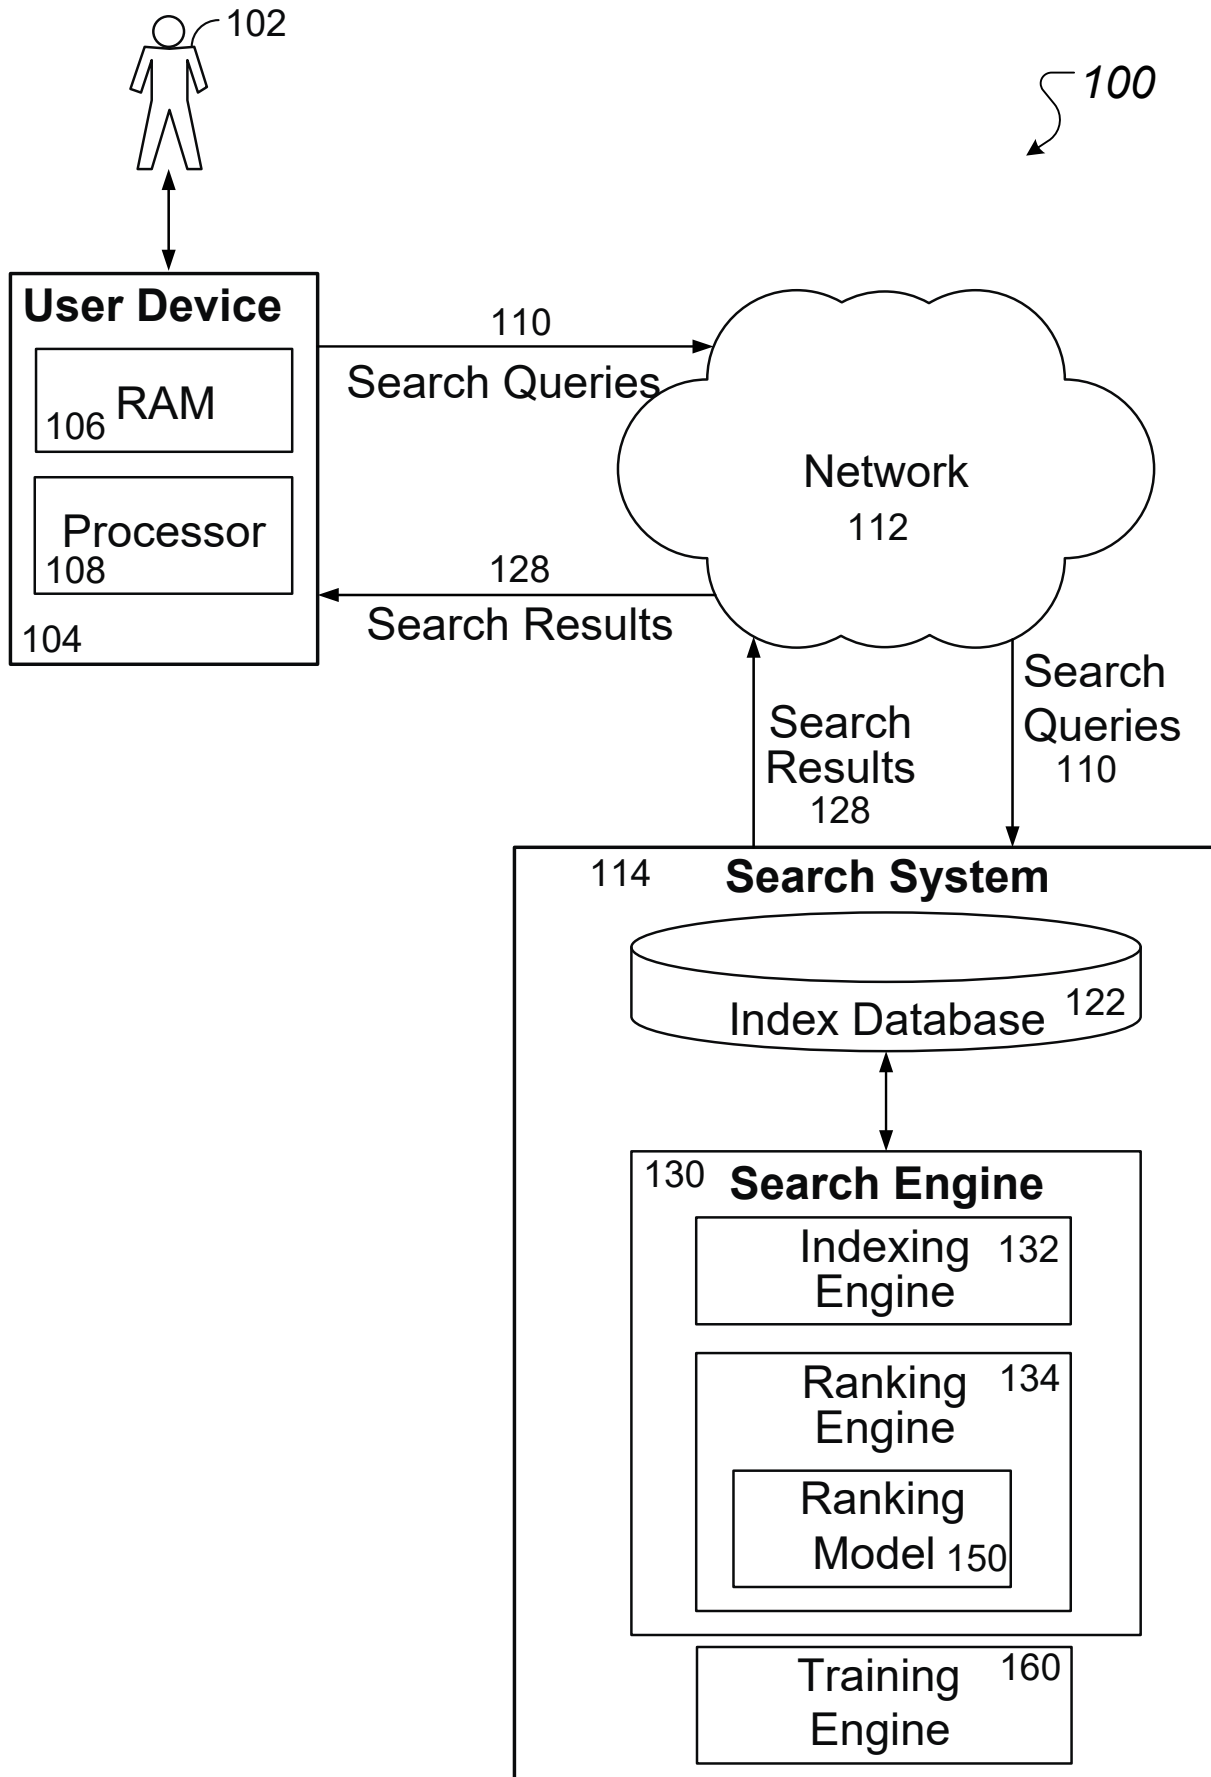 102
100
User Device
RAM
106
Processor
108
104
110
Search Queries
Network
112
128
Search Results
Search
Results
128
Search
Queries
110
114
Search System
Index Database
122
130
Search Engine
Indexing
Engine
132
Ranking
Engine
134
Ranking
Model 150
Training
Engine
160